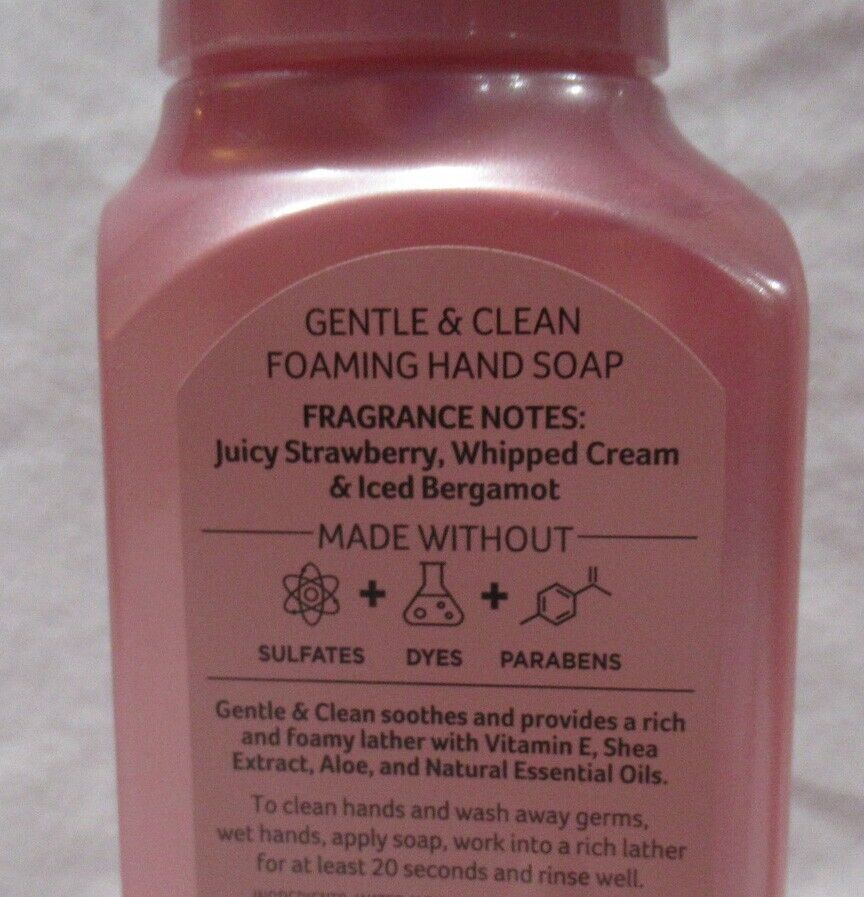 GENTLE & CLEAN
FOAMING HAND SOAP
FRAGRANCE NOTES:
Juicy Strawberry, Whipped Cream
& Iced Bergamot
MADE WITHOUT
+ +
SULFATES DYES PARABENS
Gentle & Clean soothes and provides a rich
and foamy lather with Vitamin E, Shea
Extract, Aloe, and Natural Essential Oils.
To clean hands and wash away germs,
wet hands, apply soap, work into a rich lather
for at least 20 seconds and rinse well.